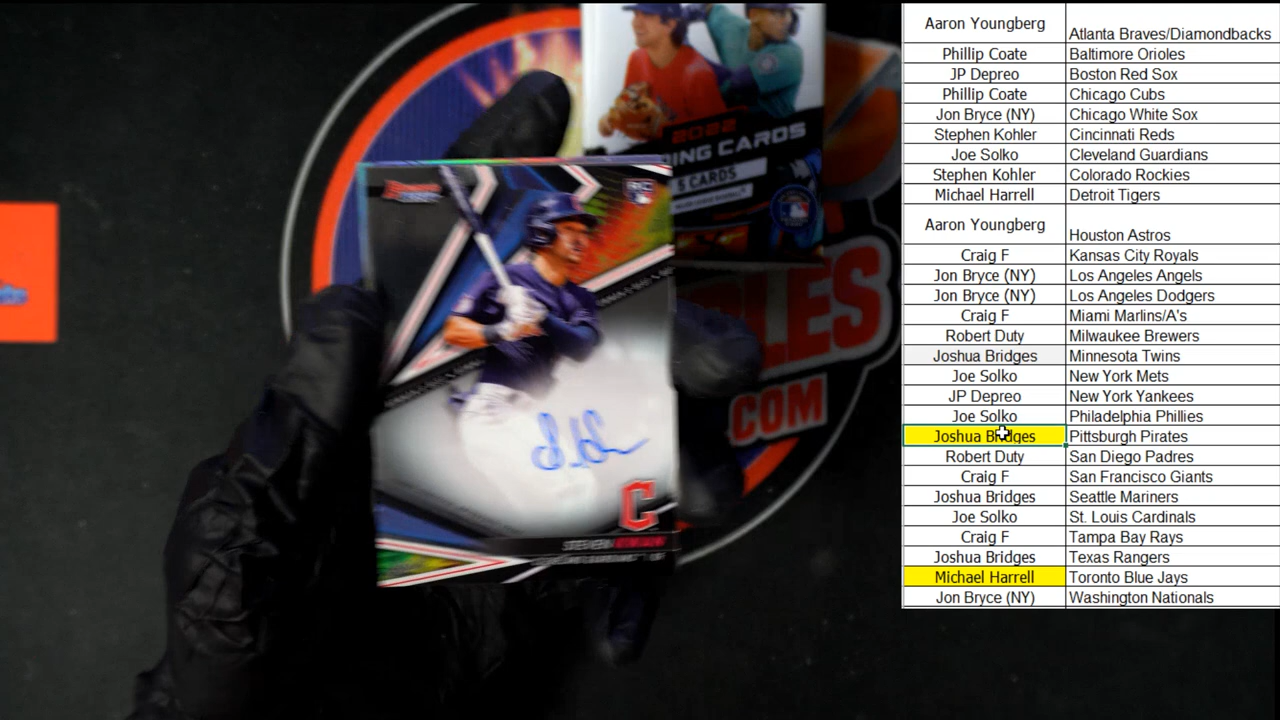 Aaron Youngberg Atlanta Braves/Diamondbacks
Phillip Coate Baltimore Orioles
JP Depreo Boston Red Sox
Phillip Coate Chicago Cubs
Jon Bryce (NY) Chicago White Sox
Stephen Kohler Cincinnati Reds
Joe Solko Cleveland Guardians
Stephen Kohler Colorado Rockies
Michael Harrell Detroit Tigers
Aaron Youngberg Houston Astros
Craig F Kansas City Royals
Jon Bryce (NY) Los Angeles Angels
Jon Bryce (NY) Los Angeles Dodgers
Craig F Miami Marlins/A's
Robert Duty Milwaukee Brewers
Joshua Bridges Minnesota Twins
Joe Solko New York Mets
JP Depreo New York Yankees
Joe Solko Philadelphia Phillies
Joshua Bridges Pittsburgh Pirates
Robert Duty San Diego Padres
Craig F San Francisco Giants
Joshua Bridges Seattle Mariners
Joe Solko St. Louis Cardinals
Craig F Tampa Bay Rays
Joshua Bridges Texas Rangers
Michael Harrell Toronto Blue Jays
Jon Bryce (NY) Washington Nationals
2022
DING CARDS
5 CARDS
LES
COM
RC
C
STEVEN